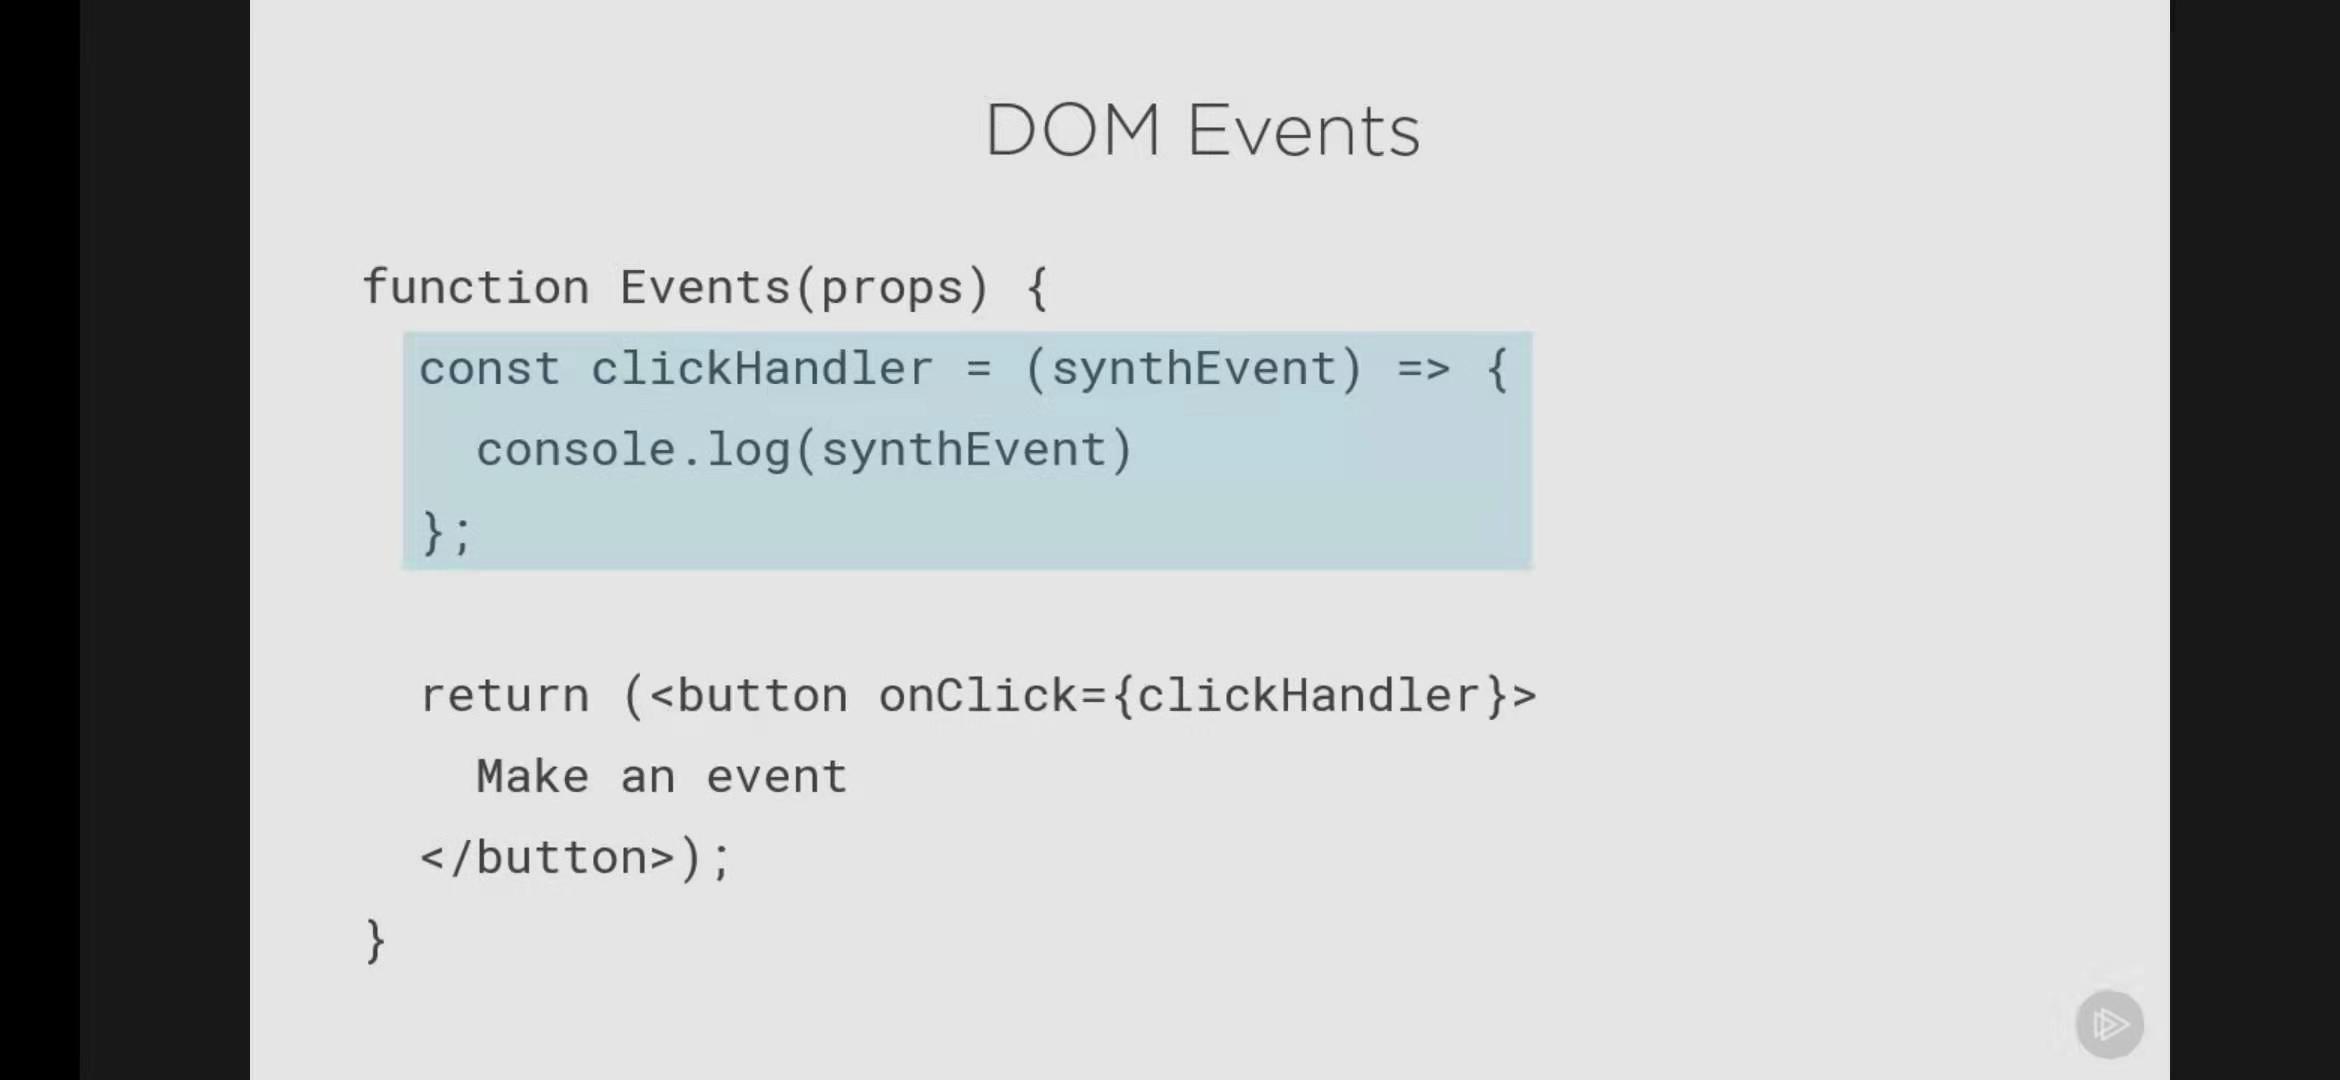 DOM Events
function Events(props) {
const clickHandler = (synthEvent) => {
console.log(synthEvent)
};
return (<button onClick={clickHandler}>
Make an event
</button>);
}